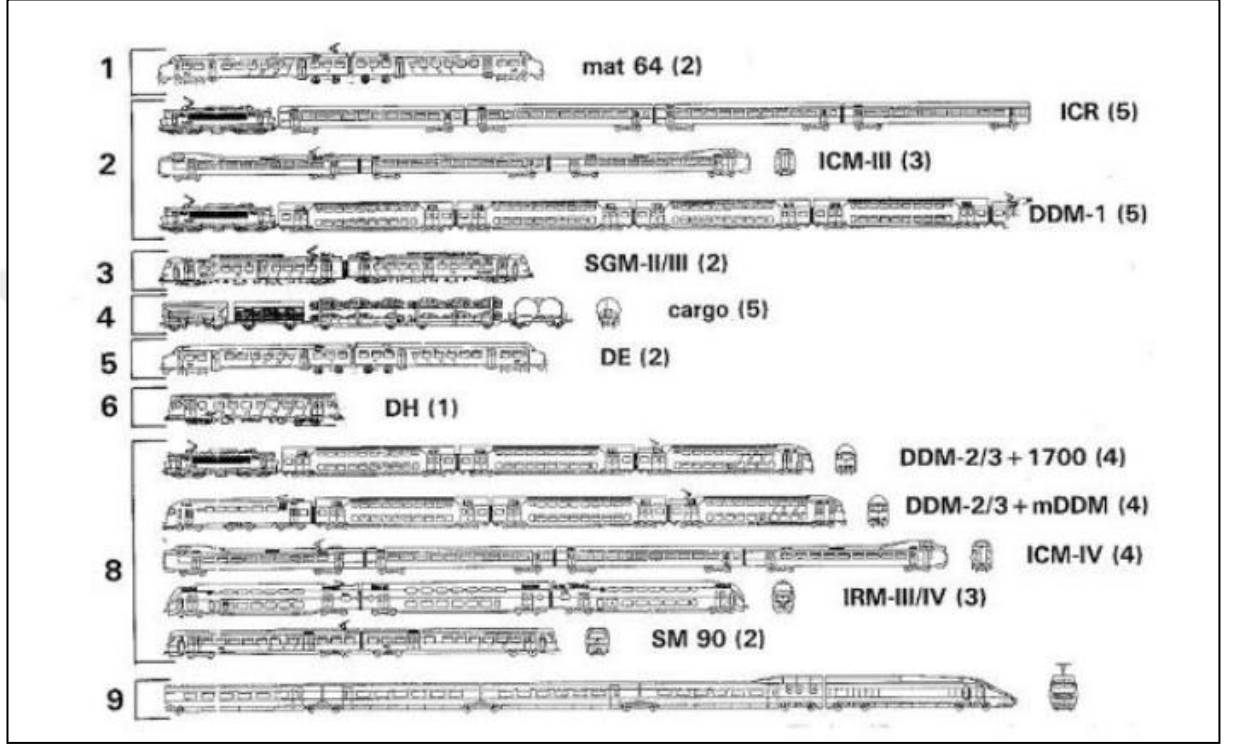 1 mat 64 (2)
ICR (5)
2 ICM-III (3)
DDM-1 (5)
3 SGM-II/III (2)
4 cargo (5)
5 DE (2)
6 DH (1)
DDM-2/3 + 1700 (4)
DDM-2/3 + mDDM (4)
8 ICM-IV (4)
IRM-III/IV (3)
SM 90 (2)
9